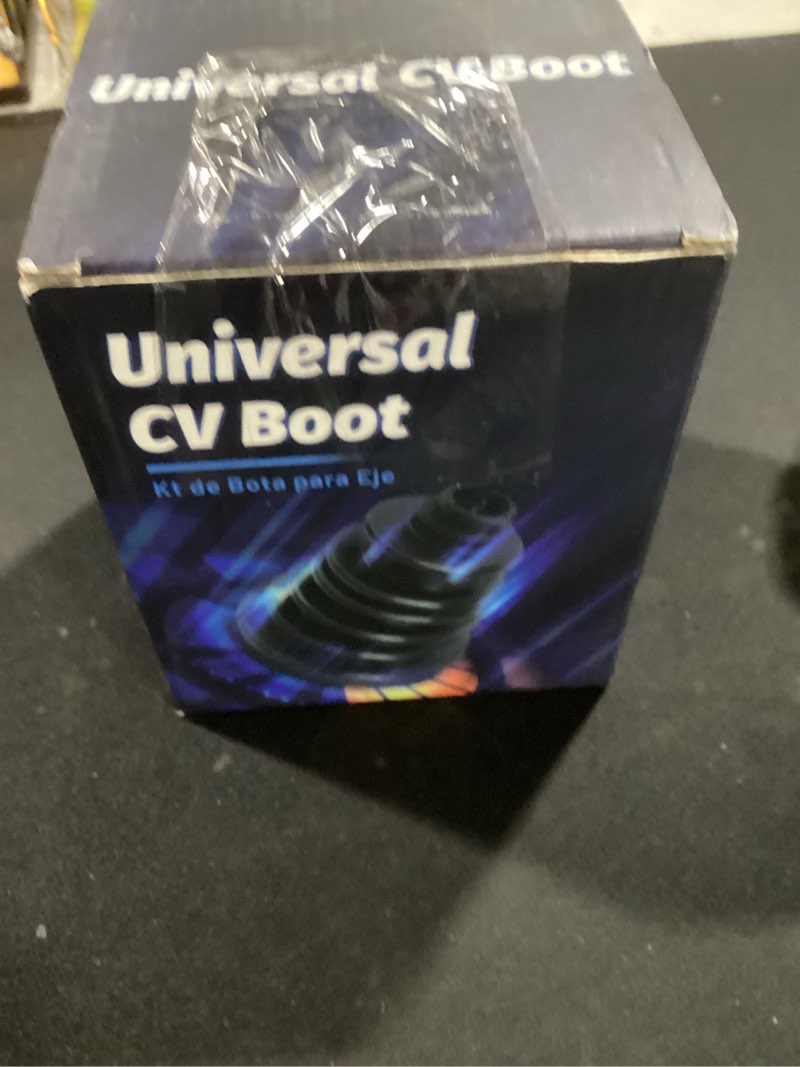 Universal CV Boot
Universal
CV Boot
Kt de Bota para Eje